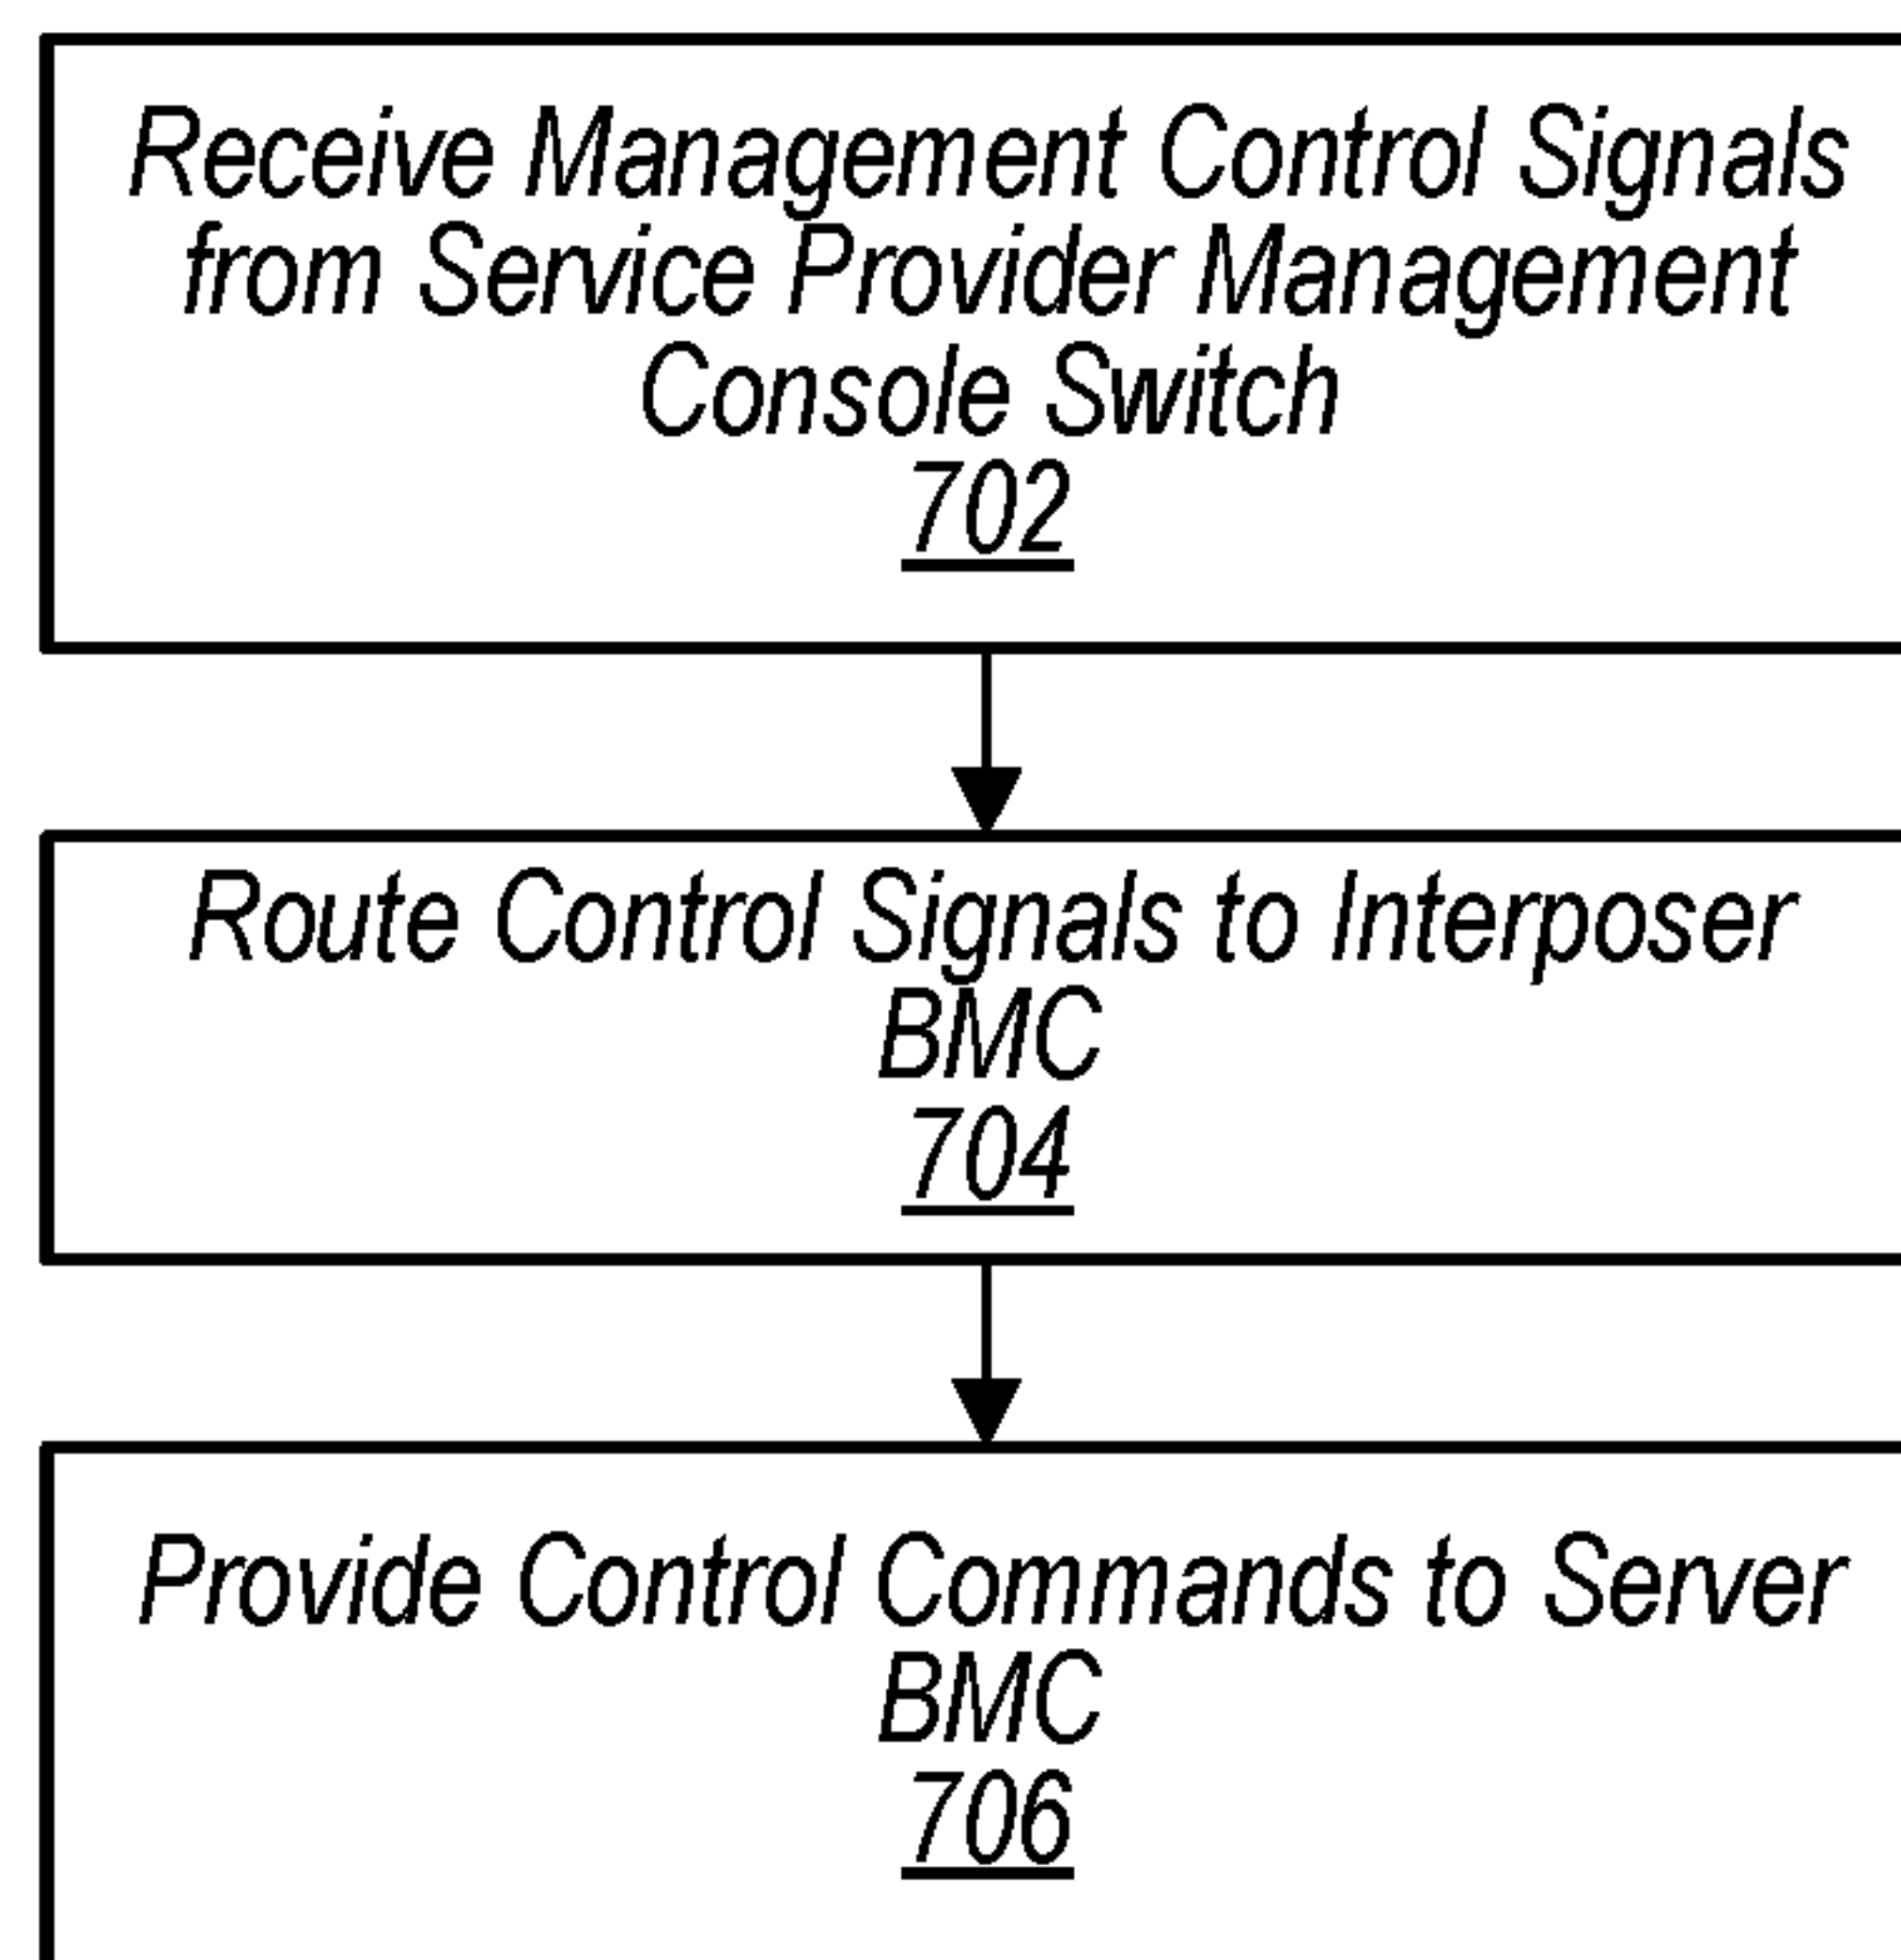 Receive Management Control Signals
from Service Provider Management
Console Switch
702
Route Control Signals to Interposer
BMC
704
Provide Control Commands to Server
BMC
706